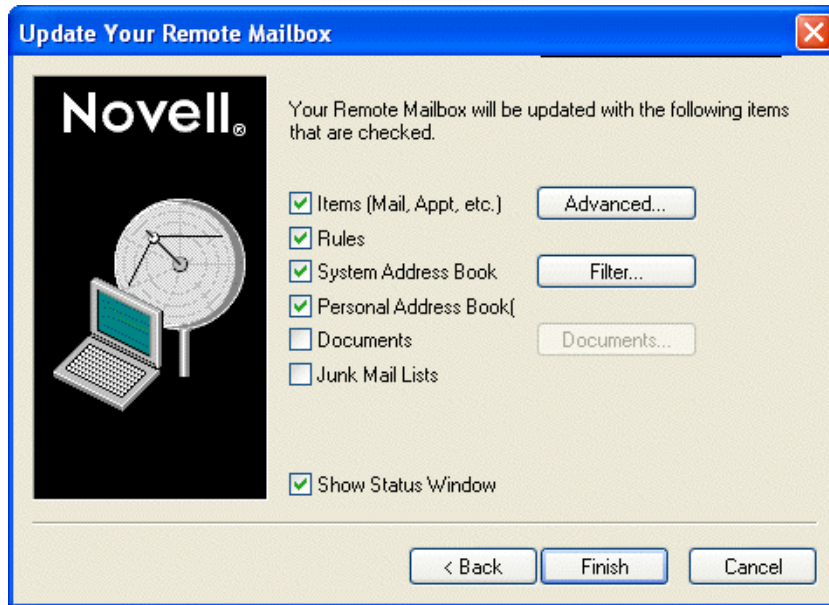 Update Your Remote Mailbox
Novell®
Your Remote Mailbox will be updated with the following items
that are checked.
Items (Mail, Appt, etc.)
Advanced...
Rules
System Address Book
Filter...
Personal Address Book(
Documents
Documents...
Junk Mail Lists
Show Status Window
< Back
Finish
Cancel